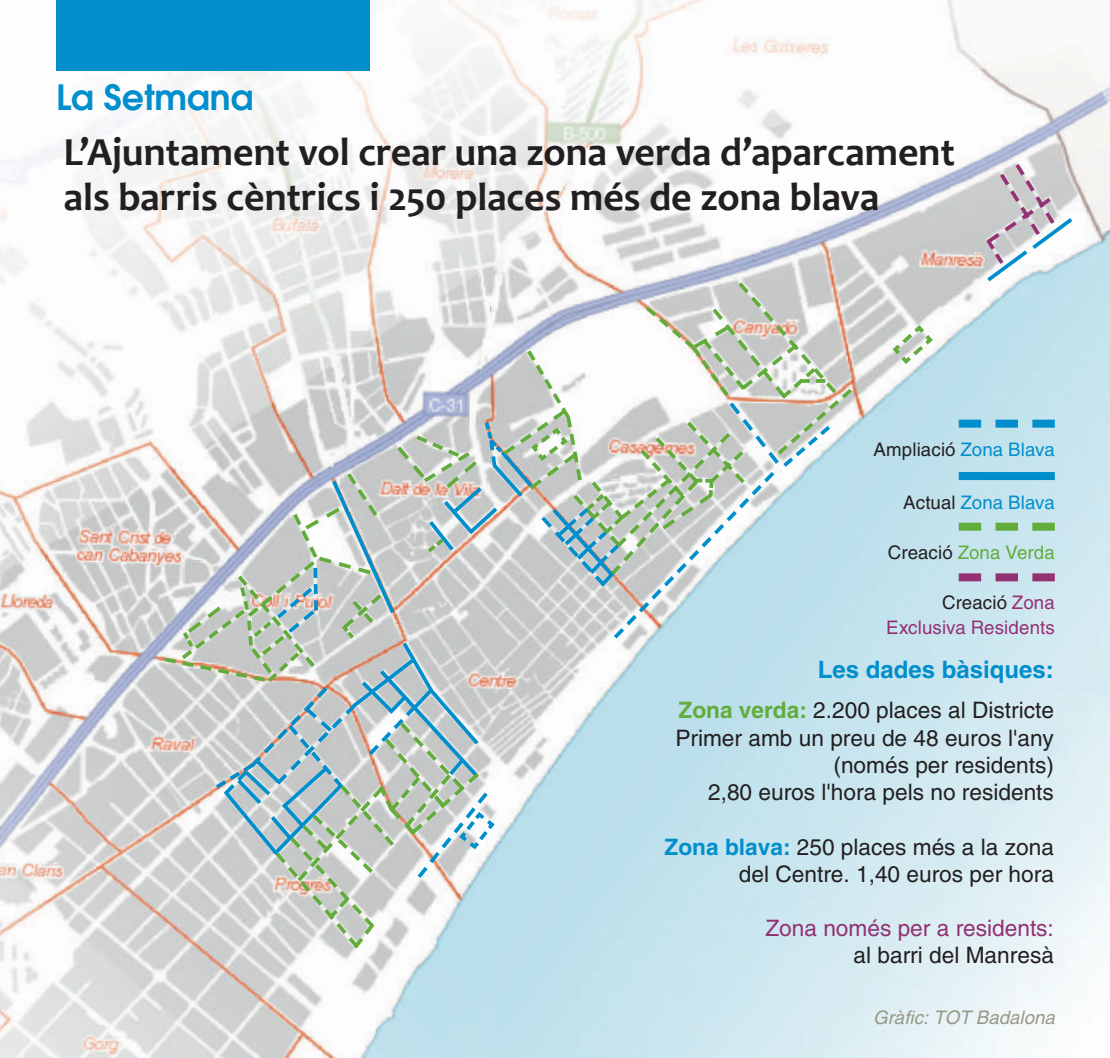 La Setmana
L'Ajuntament vol crear una zona verda d'aparcament
als barris cèntrics i 250 places més de zona blava
Pomar
Les Guixeres
B-500
Morera
Bufalà
Manresà
Canyadó
C-31
Casagemes
Dalt de la Vila
Sant Crist de
can Cabanyes
Lloreda
Coll i Pujol
Centre
Raval
an Claris
Progrés
Gorg
Ampliació Zona Blava
Actual Zona Blava
Creació Zona Verda
Creació Zona
Exclusiva Residents
Les dades bàsiques:
Zona verda: 2.200 places al Districte
Primer amb un preu de 48 euros l'any
(només per residents)
2,80 euros l'hora pels no residents
Zona blava: 250 places més a la zona
del Centre. 1,40 euros per hora
Zona només per a residents:
al barri del Manresà
Gràfic: TOT Badalona